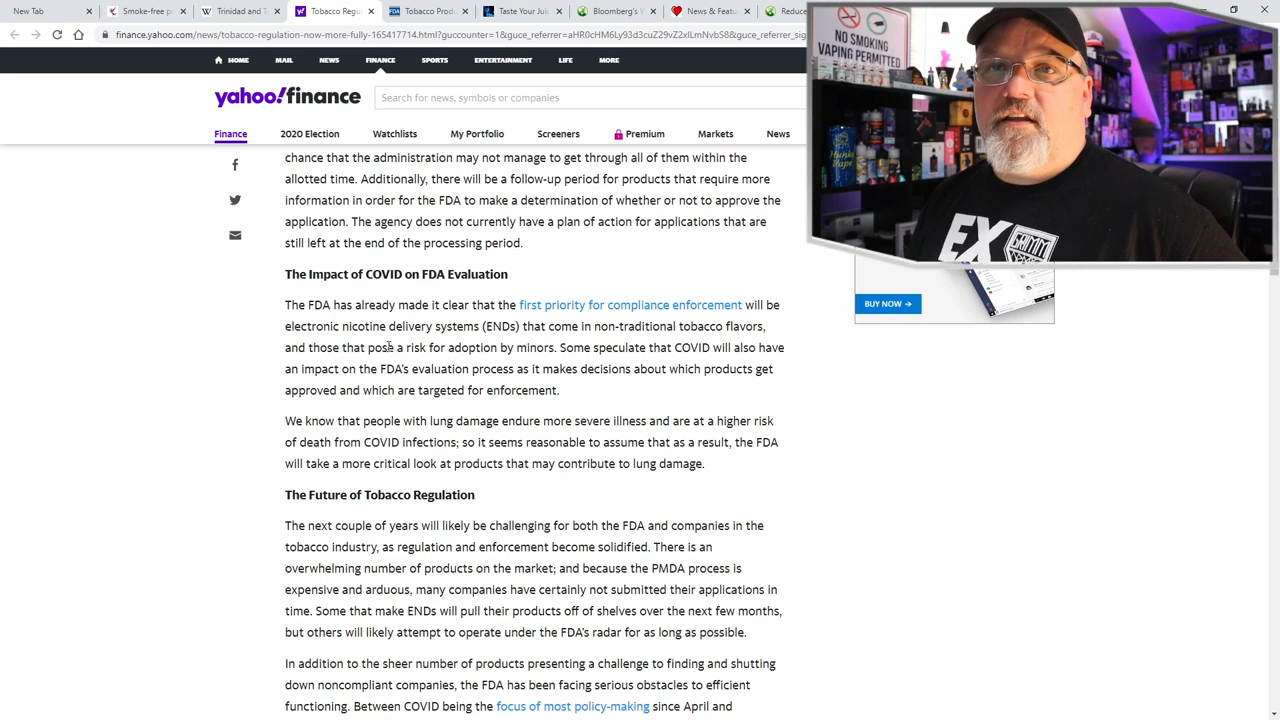 New Tab
Smoke-free p
Trinidad and T
Tobacco Regu
Tobacco Prod
Taste Your Juic
Bloomberg's V
News & Featu
Reduc
finance.yahoo.com/news/tobacco-regulation-now-more-fully-165417714.html?guccounter=1&guce_referrer=
HOME
MAIL
NEWS
FINANCE
SPORTS
ENTERTAINMENT
LIFE
MORE
yahoo!finance
Search for news, symbols or companies
Finance
2020 Election
Watchlists
My Portfolio
Screeners
Premium
Markets
News
chance that the administration may not manage to get through all of them within the
allotted time. Additionally, there will be a follow-up period for products that require more
information in order for the FDA to make a determination of whether or not to approve the
application. The agency does not currently have a plan of action for applications that are
still left at the end of the processing period.
The Impact of COVID on FDA Evaluation
The FDA has already made it clear that the first priority for compliance enforcement will be
electronic nicotine delivery systems (ENDs) that come in non-traditional tobacco flavors,
and those that pose a risk for adoption by minors. Some speculate that COVID will also have
an impact on the FDA's evaluation process as it makes decisions about which products get
approved and which are targeted for enforcement.
We know that people with lung damage endure more severe illness and are at a higher risk
of death from COVID infections; so it seems reasonable to assume that as a result, the FDA
will take a more critical look at products that may contribute to lung damage.
The Future of Tobacco Regulation
The next couple of years will likely be challenging for both the FDA and companies in the
tobacco industry, as regulation and enforcement become solidified. There is an
overwhelming number of products on the market; and because the PMDA process is
expensive and arduous, many companies have certainly not submitted their applications in
time. Some that make ENDs will pull their products off of shelves over the next few months,
but others will likely attempt to operate under the FDA's radar for as long as possible.
In addition to the sheer number of products presenting a challenge to finding and shutting
down noncompliant companies, the FDA has been facing serious obstacles to efficient
functioning. Between COVID being the focus of most policy-making since April and
NO SMOKING
VAPING PERMITTED
EX
GRIMM
BUY NOW →